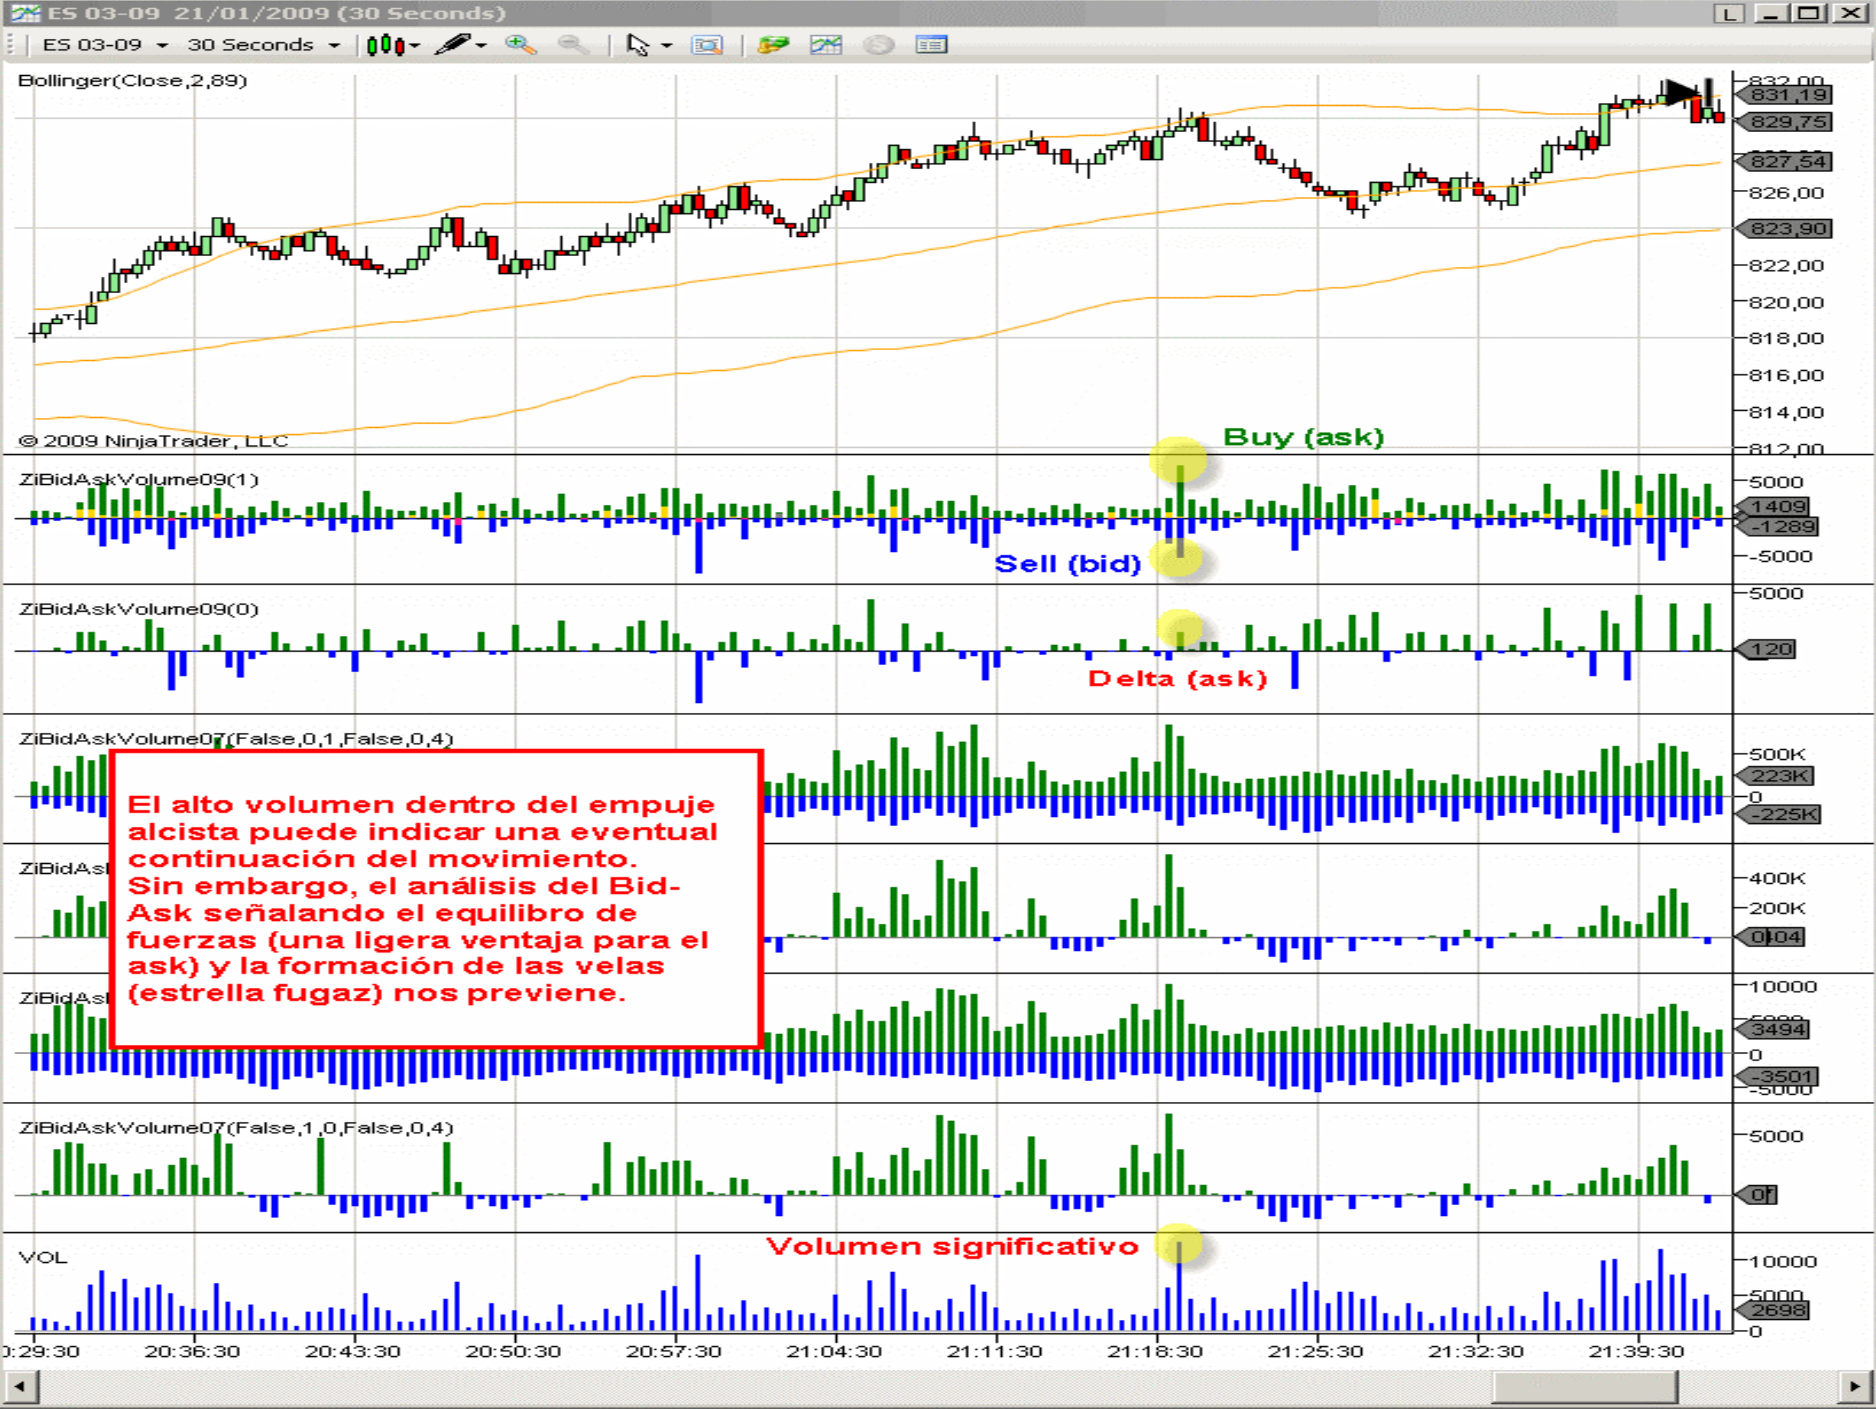 ES 03-09 21/01/2009 (30 Seconds)
L
ES 03-09 30 Seconds
Bollinger(Close,2,89)
832,00
831,19
829,75
827,54
826,00
823,90
822,00
820,00
818,00
816,00
814,00
812,00
© 2009 NinjaTrader, LLC
Buy (ask)
ZiBidAskVolume09(1)
5000
1409
-1289
-5000
Sell (bid)
ZiBidAskVolume09(0)
5000
120
Delta (ask)
ZiBidAskVolume07(False,0,1,False,0,4)
500K
223K
0
-225K
El alto volumen dentro del empuje
alcista puede indicar una eventual
continuación del movimiento.
Sin embargo, el análisis del Bid-
Ask señalando el equilibro de
fuerzas (una ligera ventaja para el
ask) y la formación de las velas
(estrella fugaz) nos previene.
ZiBidAs
400K
200K
ZiBidAs
10000
5000
3494
0
-3501
-5000
ZiBidAskVolume07(False,1,0,False,0,4)
5000
Volumen significativo
VOL
10000
5000
2698
0
0:29:30 20:36:30 20:43:30 20:50:30 20:57:30 21:04:30 21:11:30 21:18:30 21:25:30 21:32:30 21:39:30